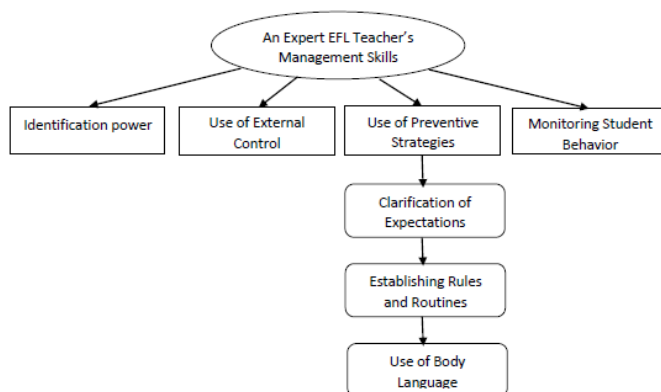 An Expert EFL Teacher's
Management Skills
Identification power
Use of External
Control
Use of Preventive
Strategies
Monitoring Student
Behavior
Clarification of
Expectations
Establishing Rules
and Routines
Use of Body
Language